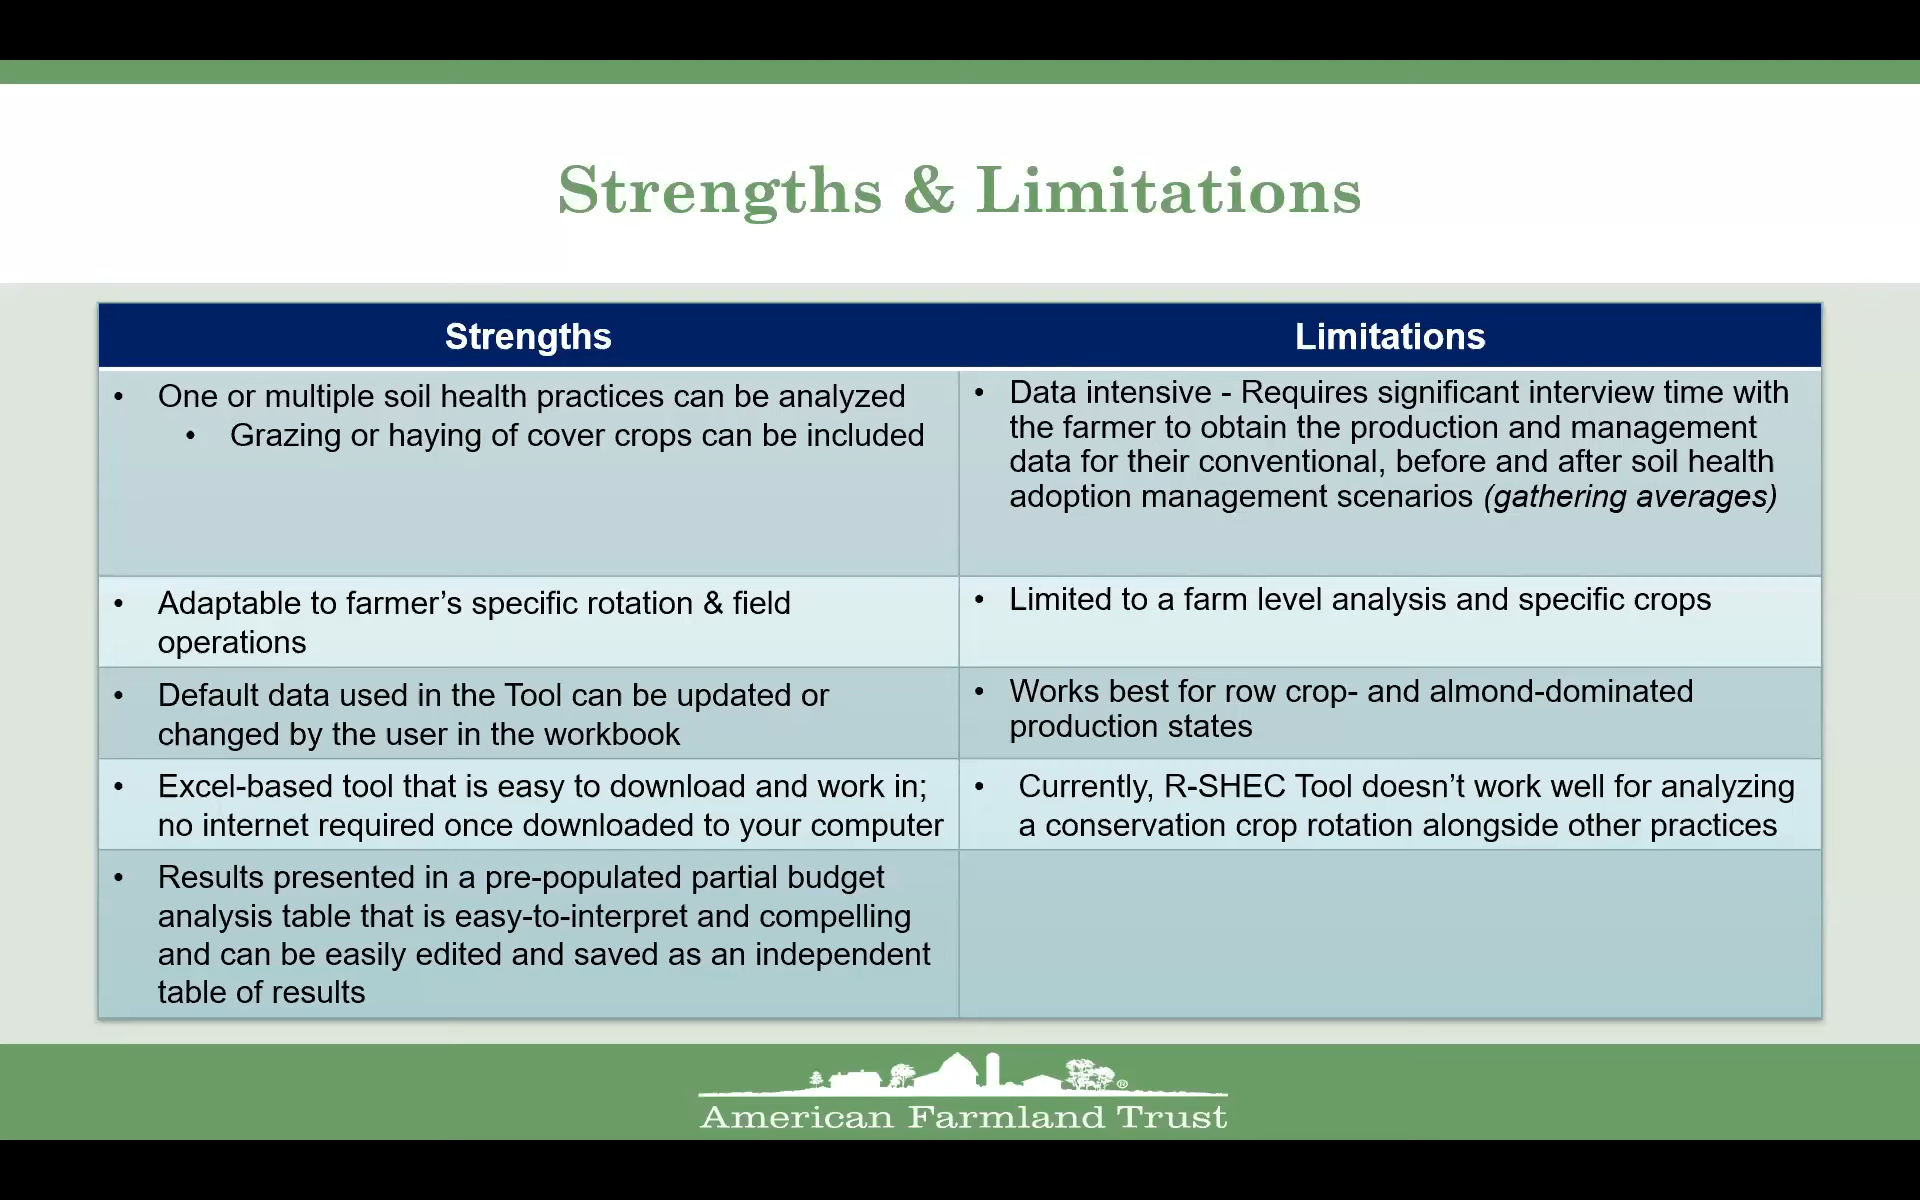 Strengths & Limitations
Strengths
Limitations
• One or multiple soil health practices can be analyzed
• Grazing or haying of cover crops can be included
• Data intensive - Requires significant interview time with
the farmer to obtain the production and management
data for their conventional, before and after soil health
adoption management scenarios (gathering averages)
• Adaptable to farmer’s specific rotation & field
operations
• Limited to a farm level analysis and specific crops
• Default data used in the Tool can be updated or
changed by the user in the workbook
• Works best for row crop- and almond-dominated
production states
• Excel-based tool that is easy to download and work in;
no internet required once downloaded to your computer
• Currently, R-SHEC Tool doesn’t work well for analyzing
a conservation crop rotation alongside other practices
• Results presented in a pre-populated partial budget
analysis table that is easy-to-interpret and compelling
and can be easily edited and saved as an independent
table of results
®
American Farmland Trust